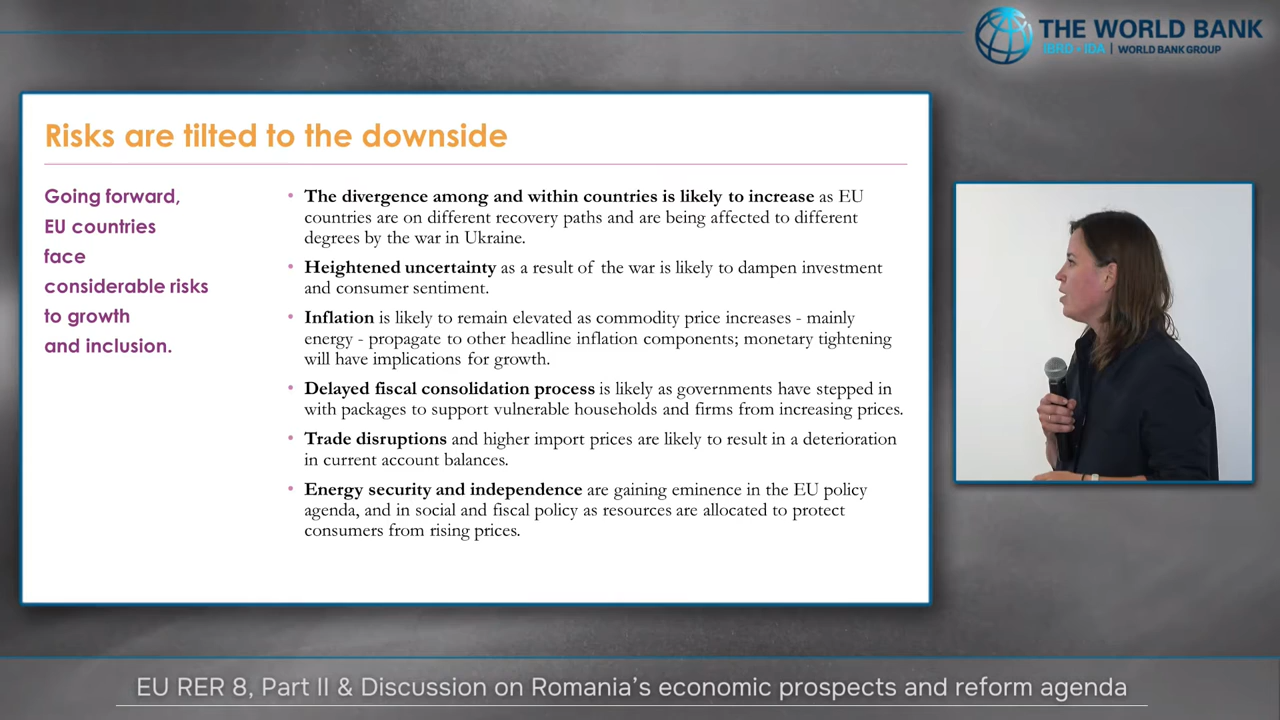 THE WORLD BANK
IBRD • IDA | WORLD BANK GROUP
Risks are tilted to the downside
Going forward,
EU countries
face
considerable risks
to growth
and inclusion.
• The divergence among and within countries is likely to increase as EU
countries are on different recovery paths and are being affected to different
degrees by the war in Ukraine.
• Heightened uncertainty as a result of the war is likely to dampen investment
and consumer sentiment.
• Inflation is likely to remain elevated as commodity price increases - mainly
energy - propagate to other headline inflation components; monetary tightening
will have implications for growth.
• Delayed fiscal consolidation process is likely as governments have stepped in
with packages to support vulnerable households and firms from increasing prices.
• Trade disruptions and higher import prices are likely to result in a deterioration
in current account balances.
• Energy security and independence are gaining eminence in the EU policy
agenda, and in social and fiscal policy as resources are allocated to protect
consumers from rising prices.
EU RER 8, Part II & Discussion on Romania's economic prospects and reform agenda